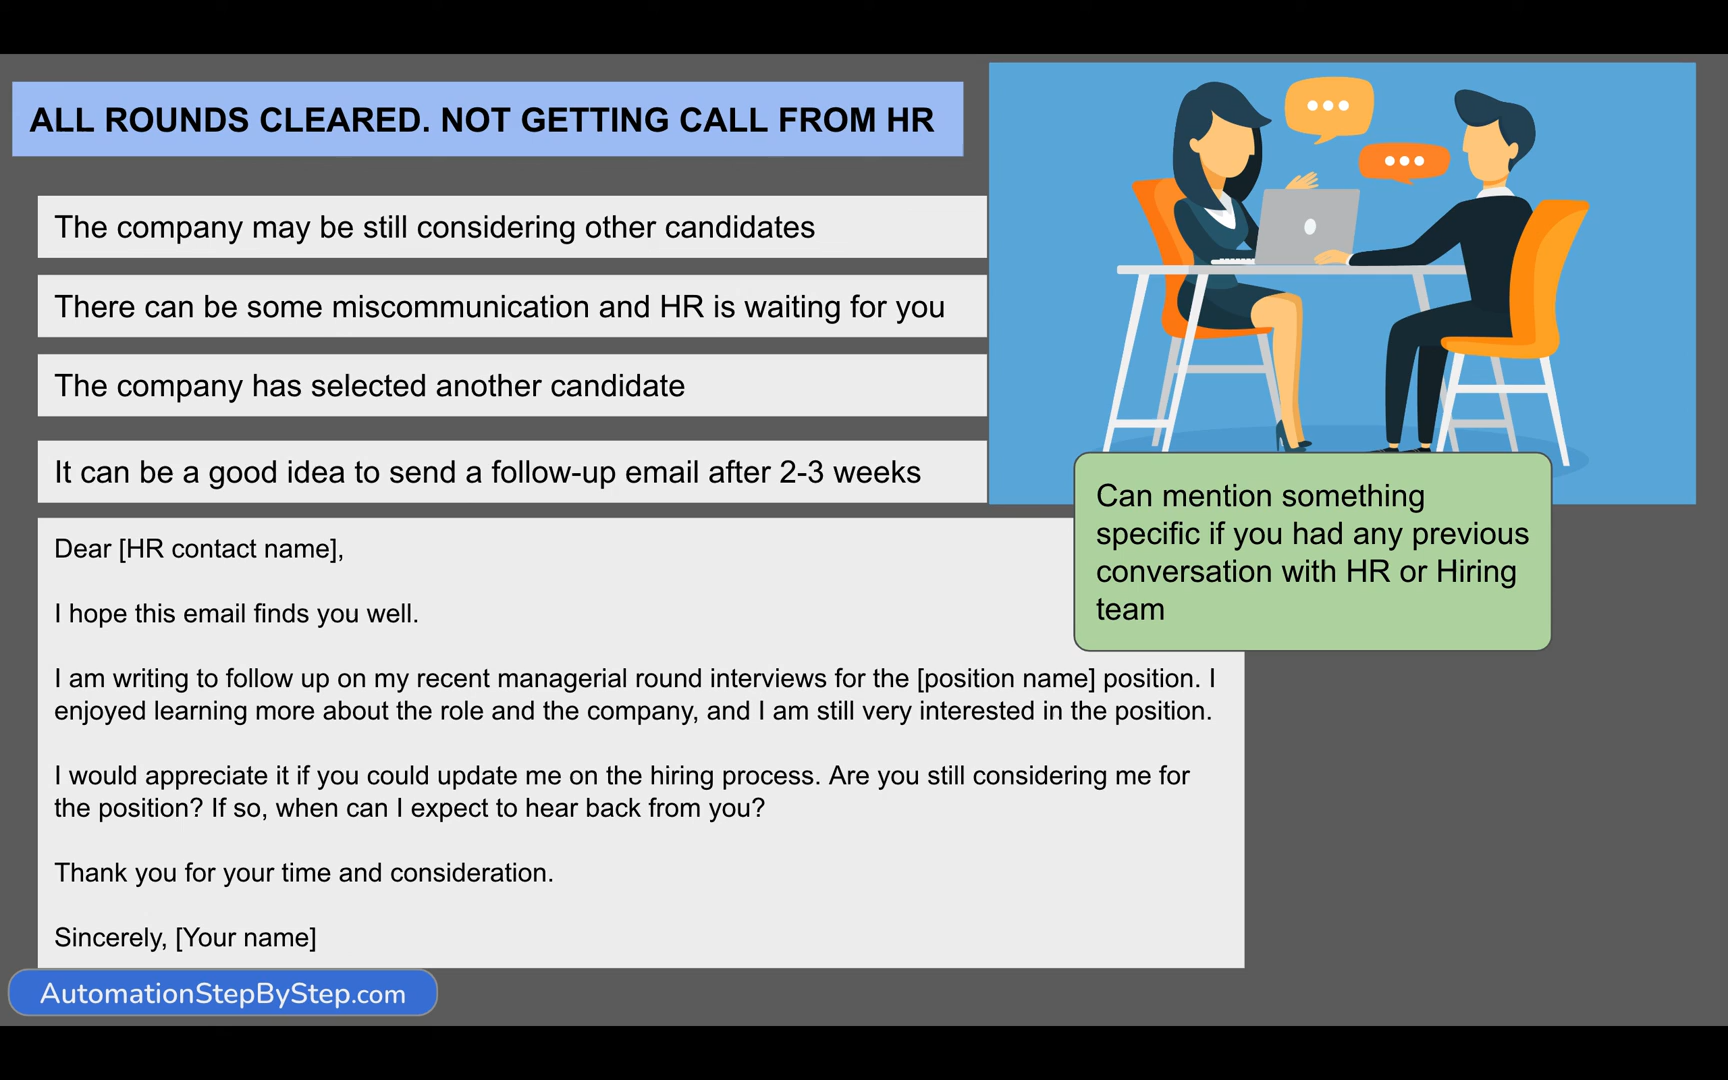 ALL ROUNDS CLEARED. NOT GETTING CALL FROM HR
The company may be still considering other candidates
There can be some miscommunication and HR is waiting for you
The company has selected another candidate
It can be a good idea to send a follow-up email after 2-3 weeks
Can mention something
specific if you had any previous
conversation with HR or Hiring
team
Dear [HR contact name],
I hope this email finds you well.
I am writing to follow up on my recent managerial round interviews for the [position name] position. I
enjoyed learning more about the role and the company, and I am still very interested in the position.
I would appreciate it if you could update me on the hiring process. Are you still considering me for
the position? If so, when can I expect to hear back from you?
Thank you for your time and consideration.
Sincerely, [Your name]
AutomationStepByStep.com